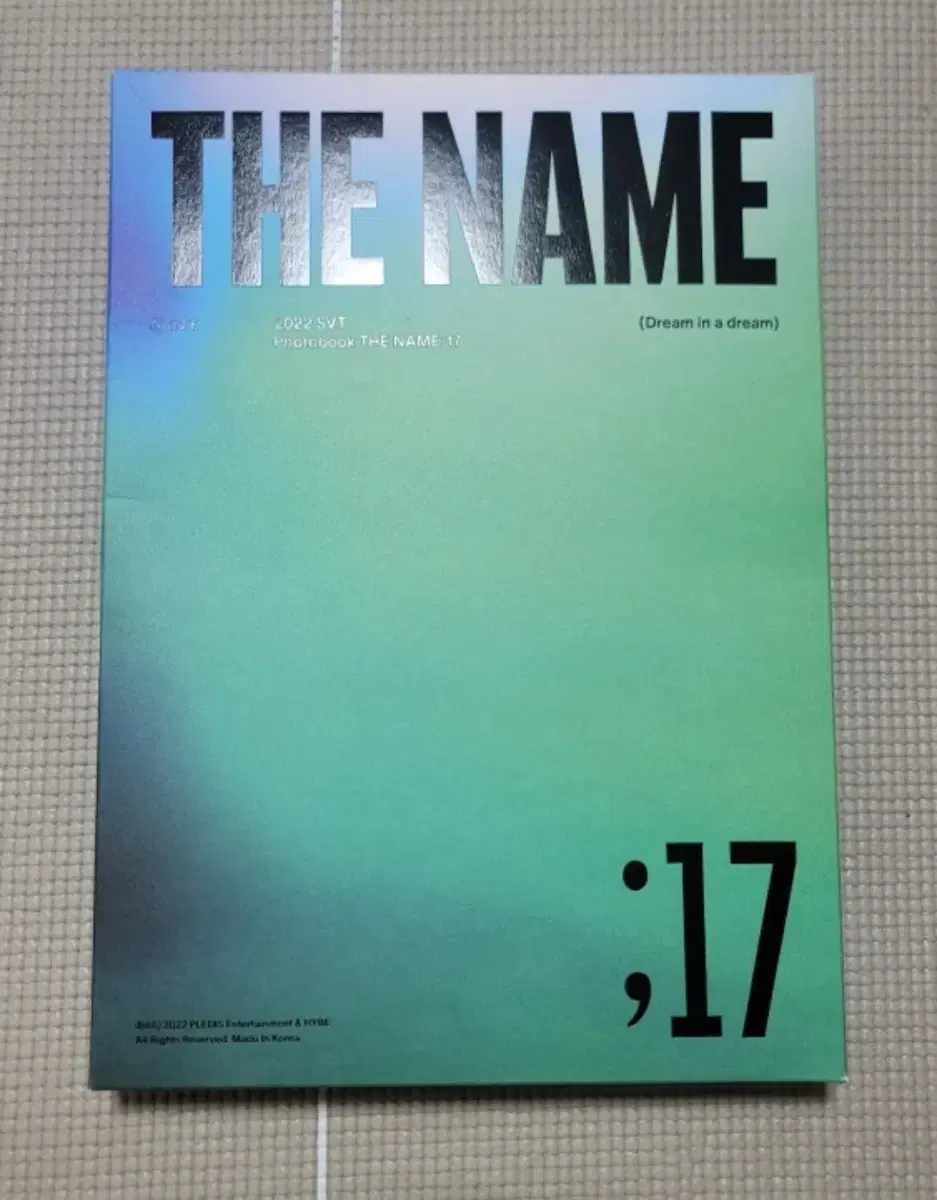 THE NAME
SVT
2022 SVT
Photobook THE NAME;17
(Dream in a dream)
;17
2022 PLEDIS Entertainment & HYBE.
All Rights Reserved. Made in Korea